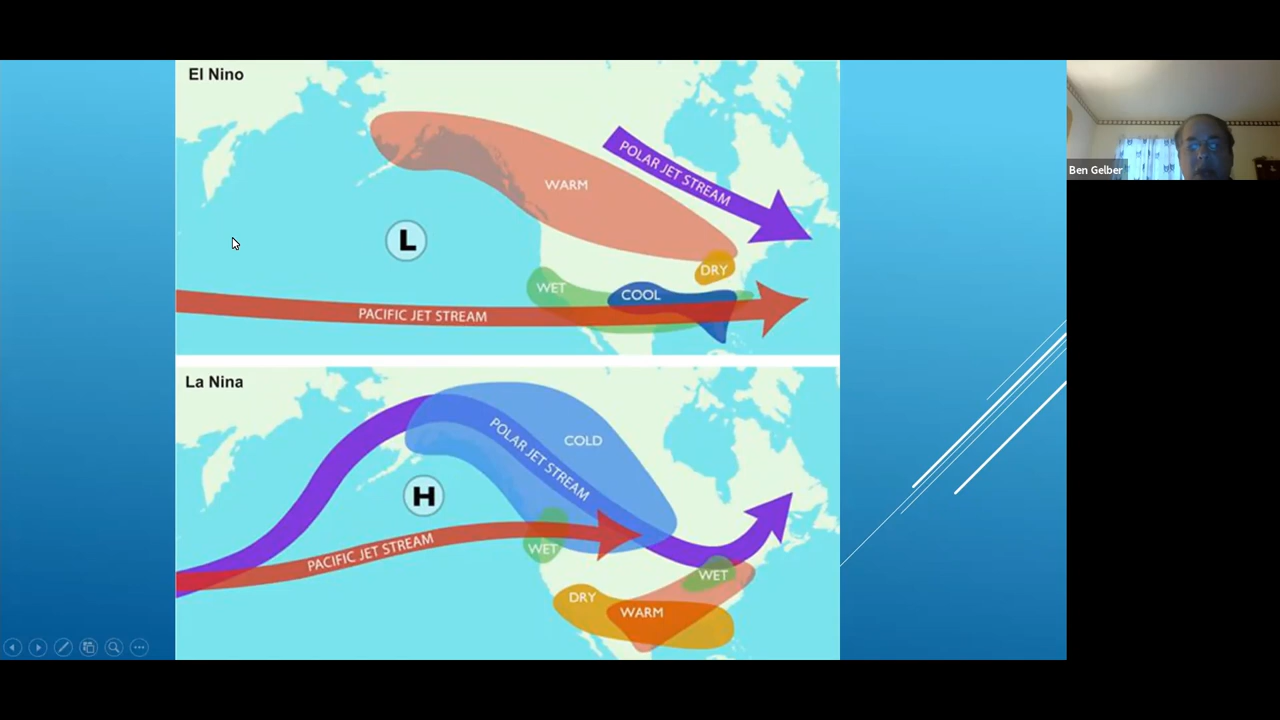 El Nino
POLAR JET STREAM
WARM
L
DRY
WET
COOL
PACIFIC JET STREAM
La Nina
POLAR JET STREAM
COLD
H
PACIFIC JET STREAM
WET
WET
DRY
WARM
Ben Gelber